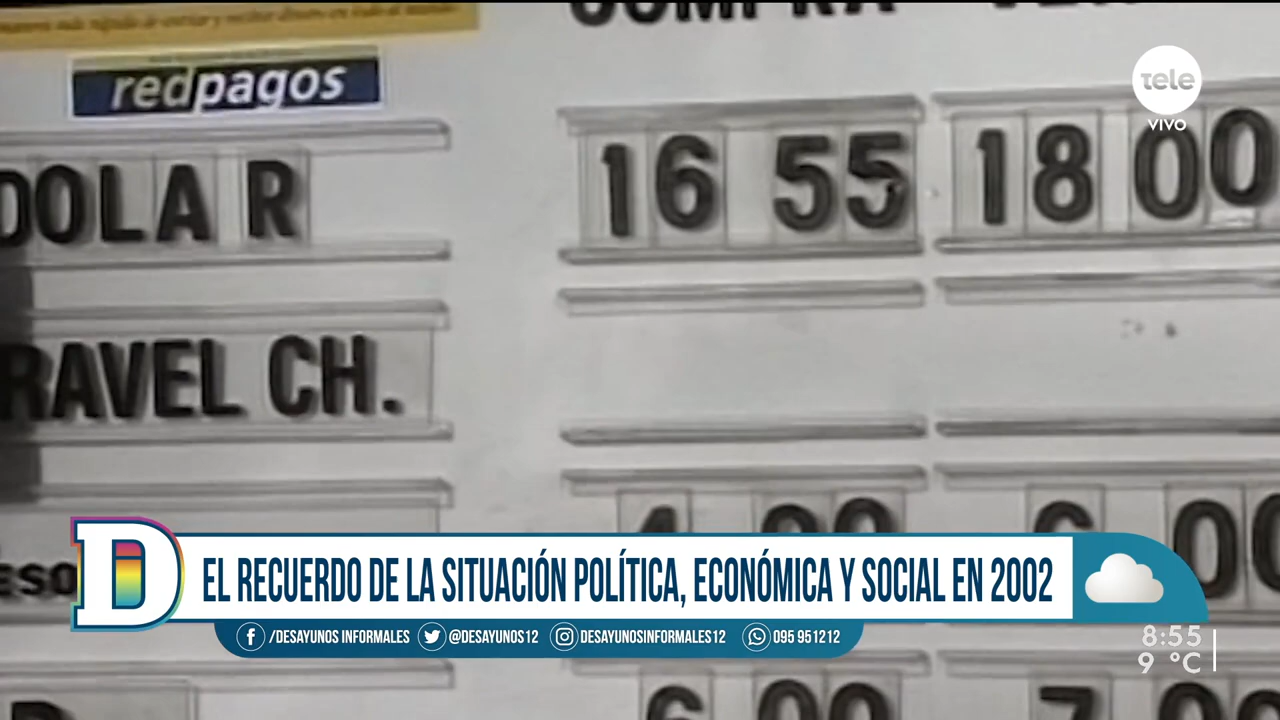 COMPRA
redpagos
tele
VIVO
DOLAR 16 55 18 00
RAVEL CH.
EL RECUERDO DE LA SITUACIÓN POLÍTICA, ECONÓMICA Y SOCIAL EN 2002
/DESAYUNOS INFORMALES @DESAYUNOS12 DESAYUNOSINFORMALES12 095 951212
8:55
9 °C